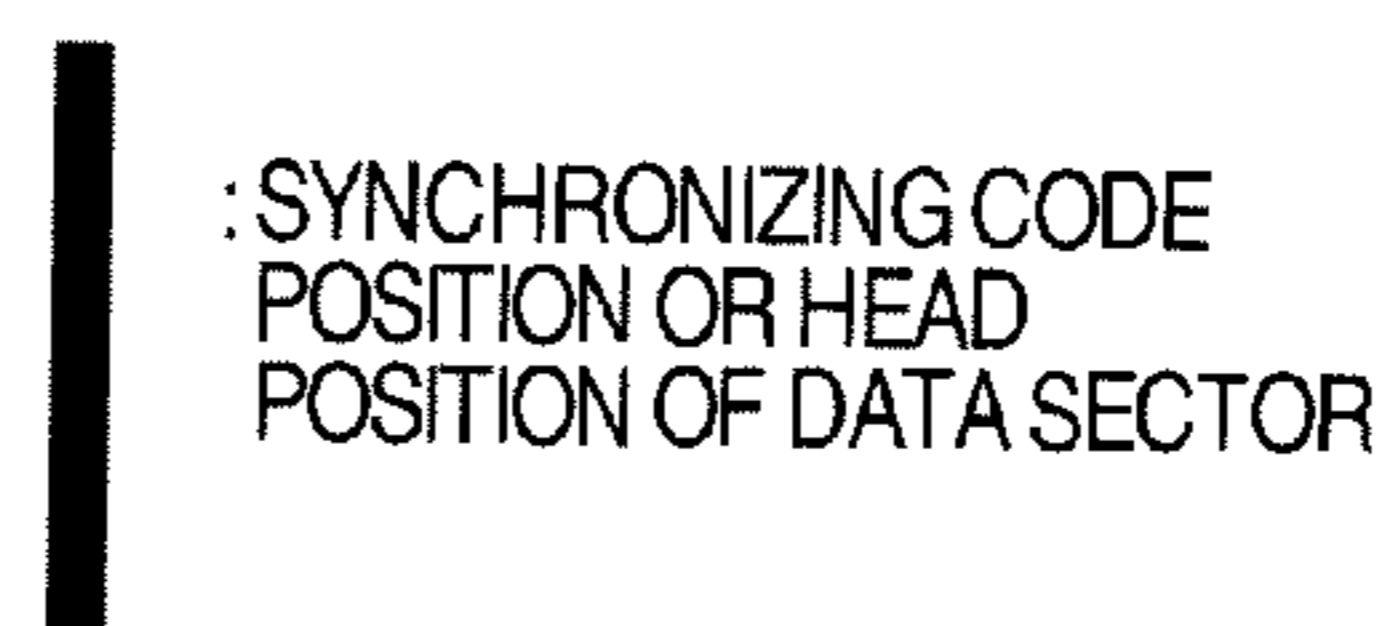 : SYNCHRONIZING CODE
POSITION OR HEAD
POSITION OF DATA SECTOR